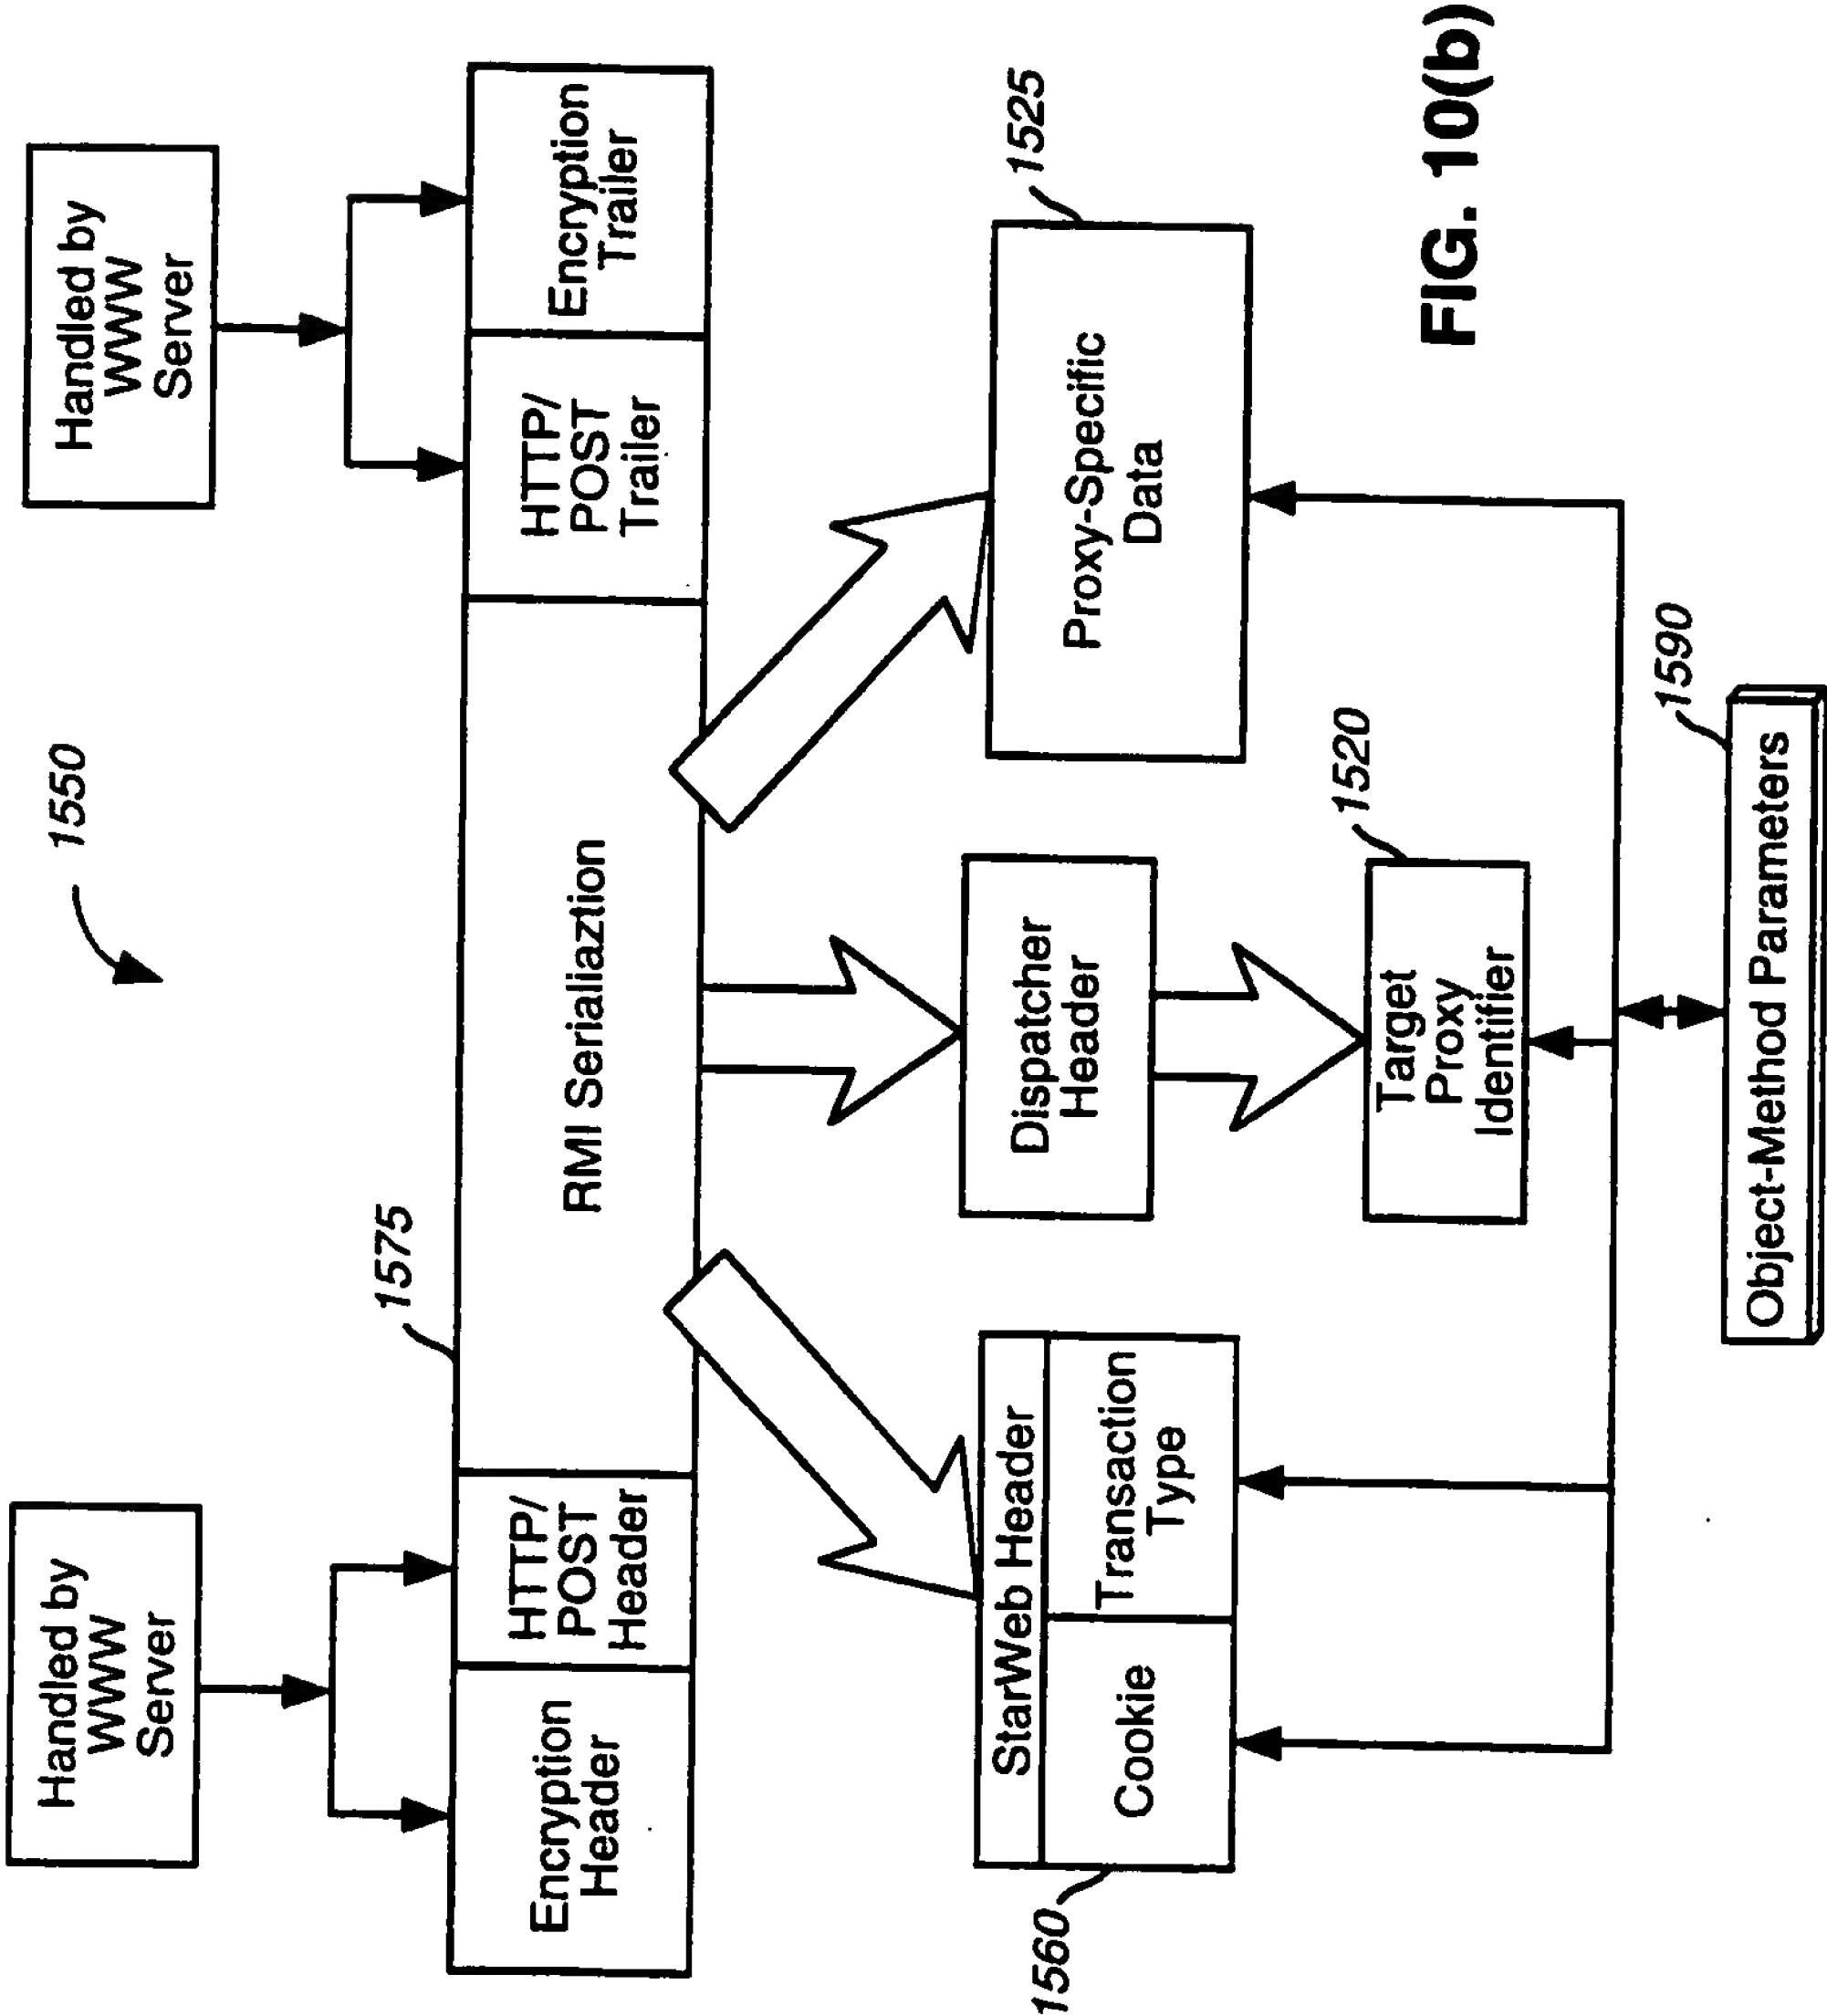 1550
Handled by
WWW
Server
Handled by
WWW
Server
1575
Encryption
Header
HTTP/
POST
Header
RMI Serialiaztion
HTTP/
POST
Trailer
Encryption
Trailer
1560
StarWeb Header
Cookie
Transaction
Type
Dispatcher
Header
1525
Proxy-Specific
Data
1520
Target
Proxy
Identifier
1590
Object-Method Parameters
FIG. 10(b)